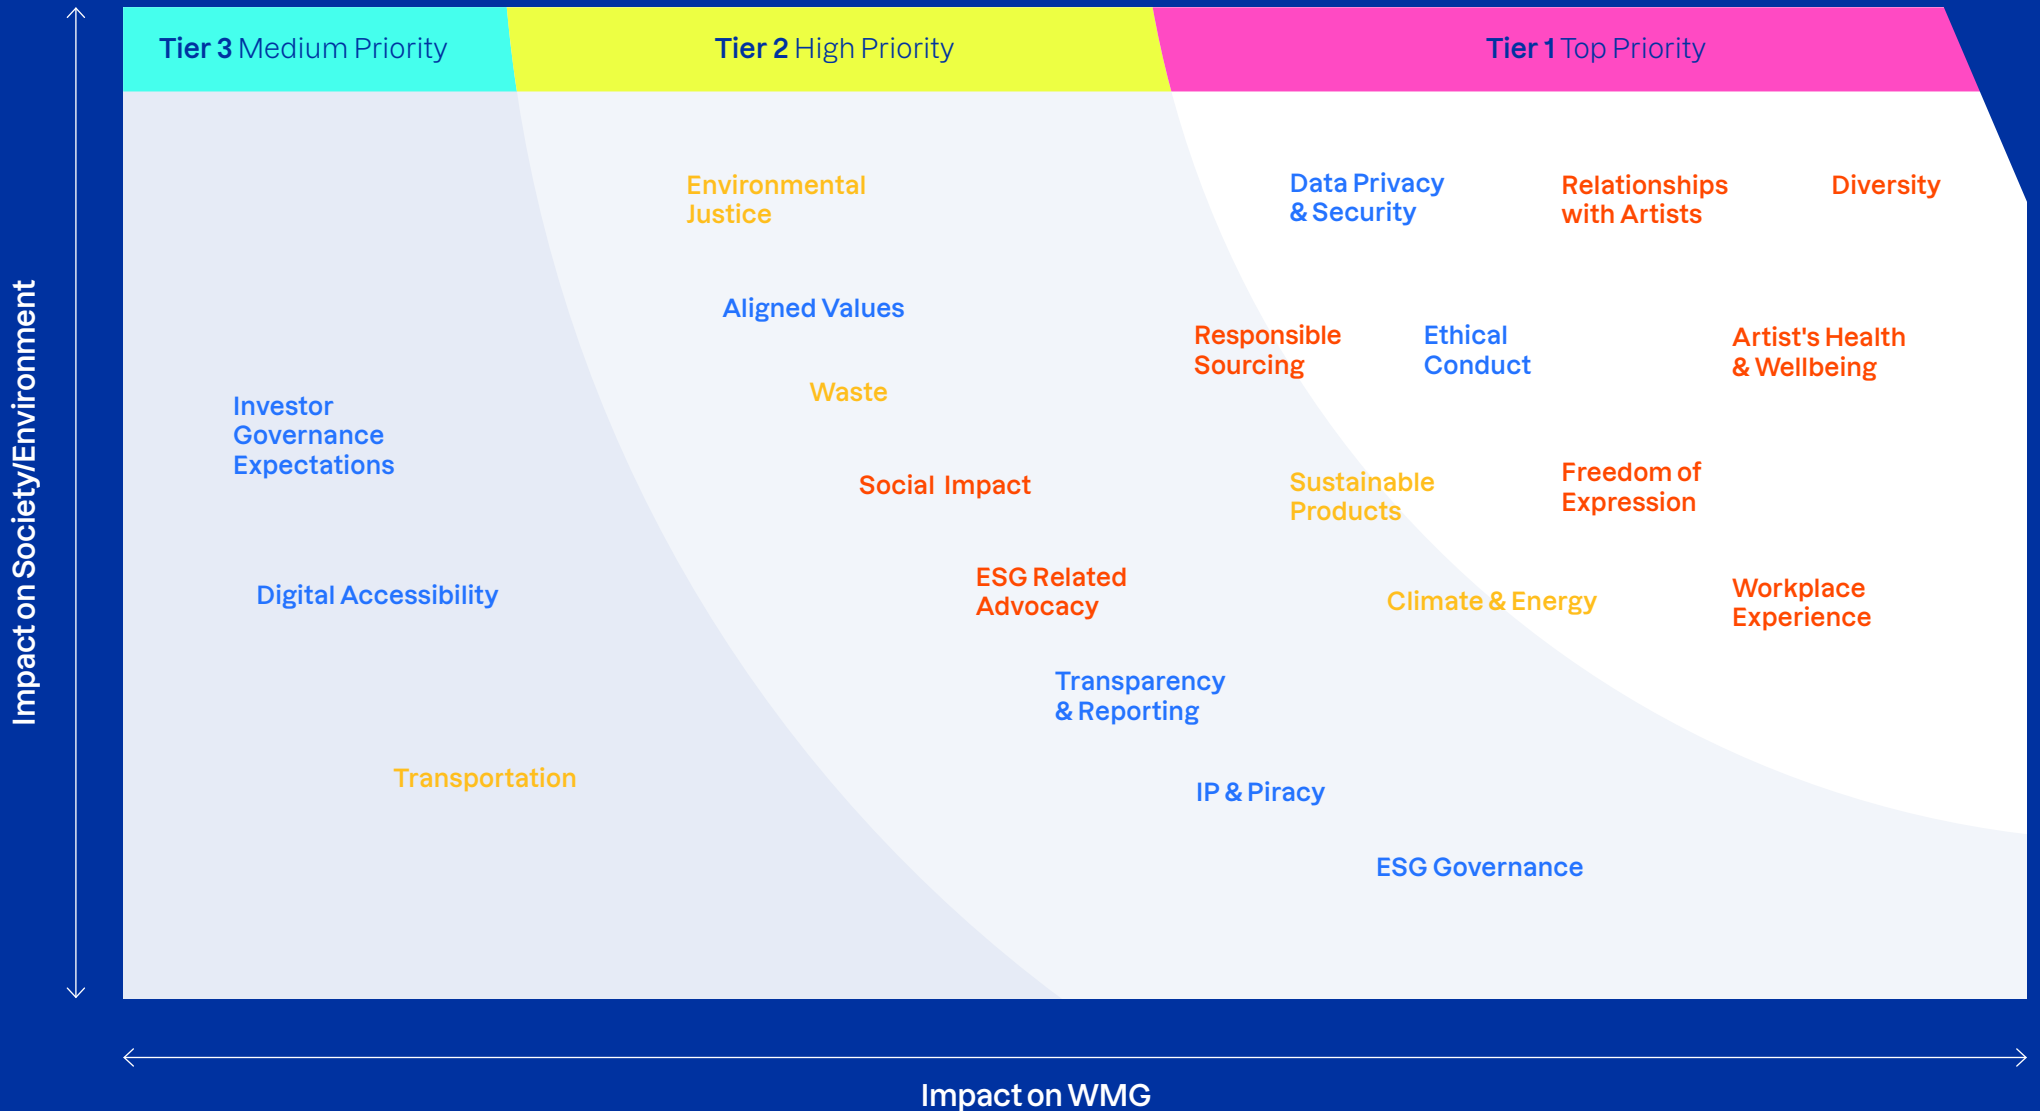 Tier 3 Medium Priority
Tier 2 High Priority
Tier 1 Top Priority
Impact on Society/Environment
Investor
Governance
Expectations
Digital Accessibility
Transportation
Environmental
Justice
Aligned Values
Waste
Social Impact
ESG Related
Advocacy
Transparency
& Reporting
IP & Piracy
ESG Governance
Data Privacy
& Security
Relationships
with Artists
Diversity
Responsible
Sourcing
Ethical
Conduct
Artist's Health
& Wellbeing
Sustainable
Products
Freedom of
Expression
Climate & Energy
Workplace
Experience
Impact on WMG